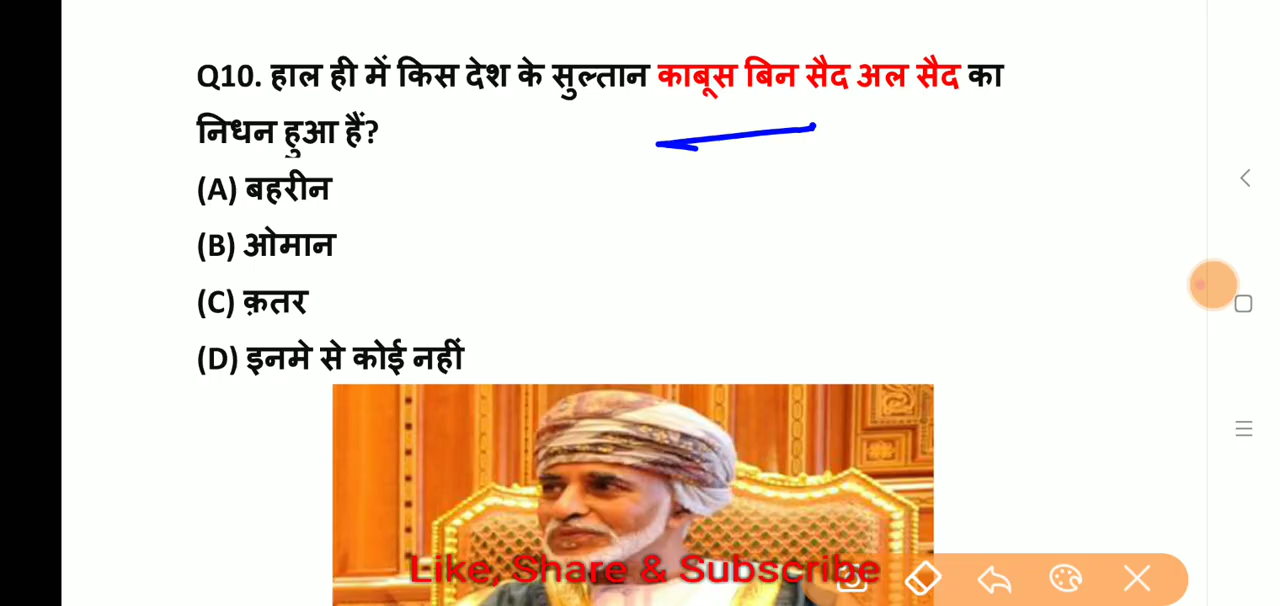 Q10. हाल ही में किस देश के सुल्तान काबूस बिन सैद अल सैद का
निधन हुआ हैं?
(A) बहरीन
(B) ओमान
(C) क़तर
(D) इनमे से कोई नहीं
Like, Share & Subscribe